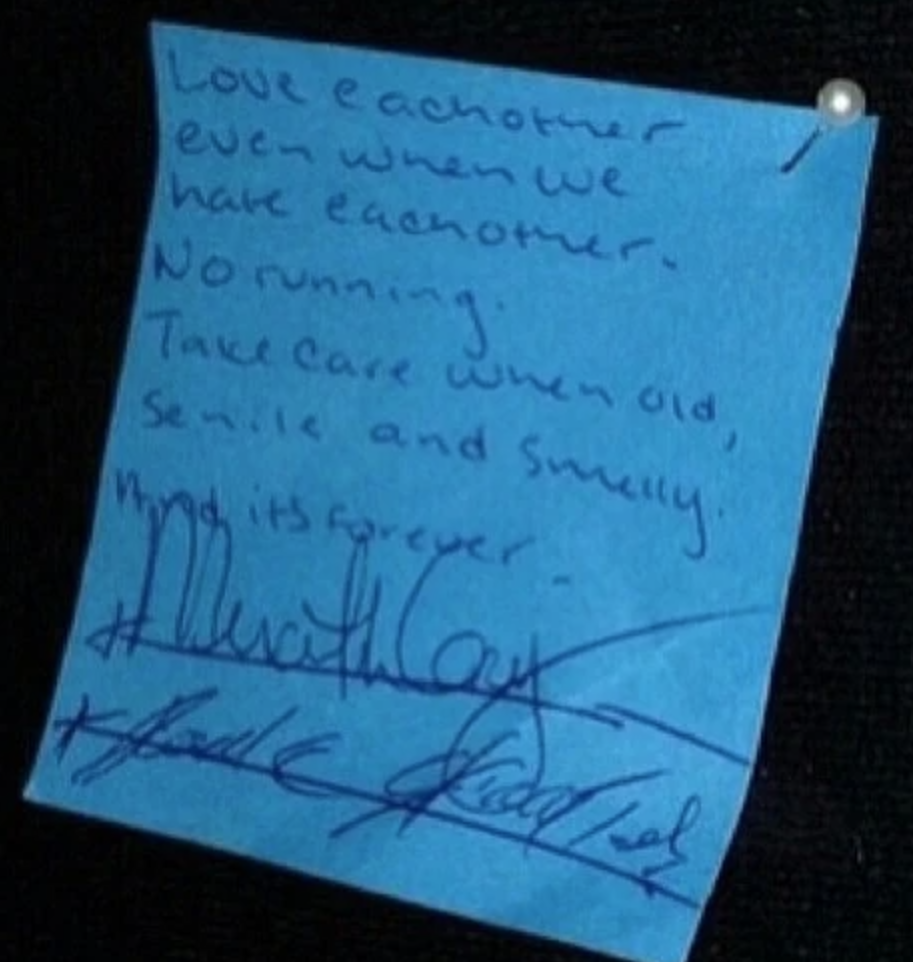 Love eachother
even when we
hate eachother.
No running.
Take care when old,
senile and smelly.
its forever.